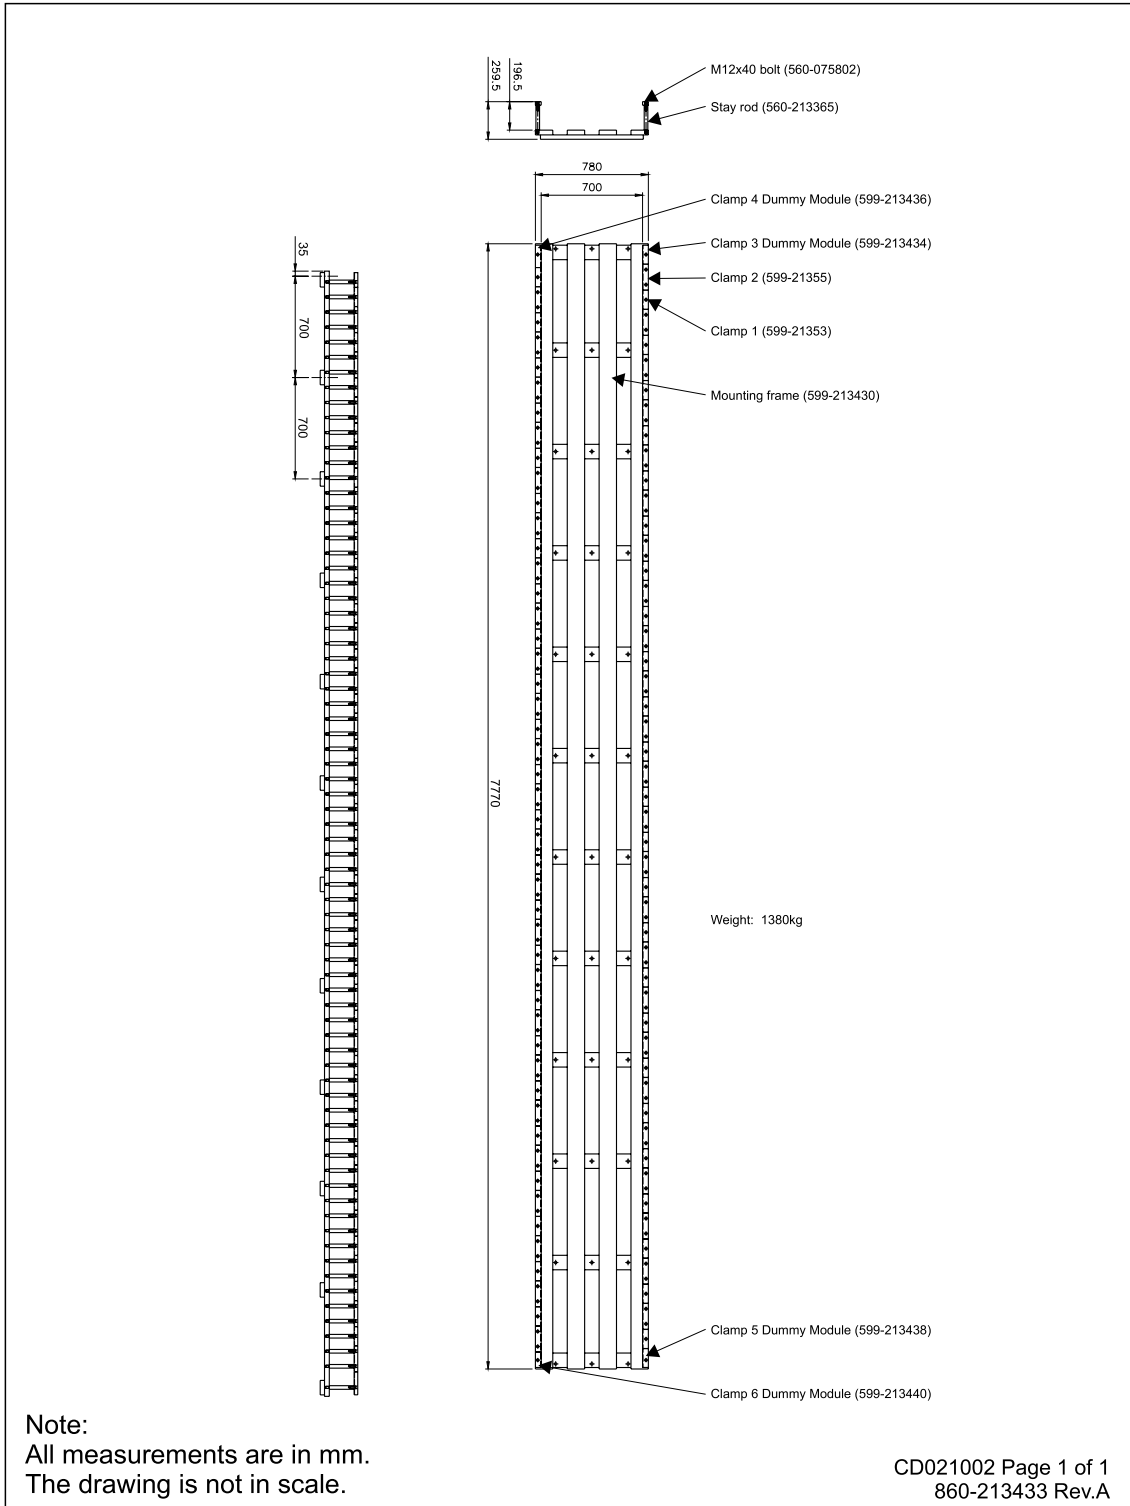 M12x40 bolt (560-075802)
259.5
196.5
Stay rod (560-213365)
780
700
Clamp 4 Dummy Module (599-213436)
Clamp 3 Dummy Module (599-213434)
35
Clamp 2 (599-21355)
Clamp 1 (599-21353)
700
Mounting frame (599-213430)
700
7770
Weight: 1380kg
Clamp 5 Dummy Module (599-213438)
Clamp 6 Dummy Module (599-213440)
Note:
All measurements are in mm.
The drawing is not in scale.
CD021002 Page 1 of 1
860-213433 Rev.A